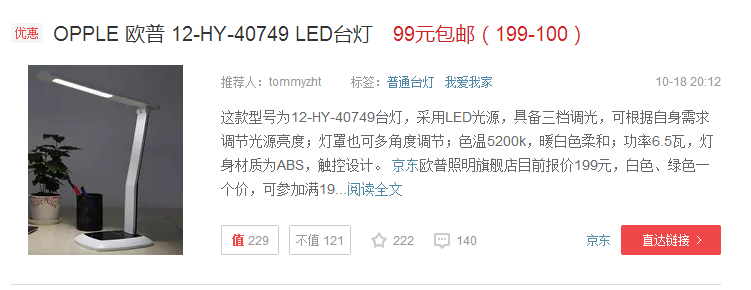 优惠 OPPLE 欧普 12-HY-40749 LED台灯 99元包邮（199-100）
推荐人：tommyzht 标签：普通台灯 我爱我家 10-18 20:12
这款型号为12-HY-40749台灯，采用LED光源，具备三档调光，可根据自身需求
调节光源亮度；灯罩也可多角度调节；色温5200k，暖白色柔和；功率6.5瓦，灯
身材质为ABS，触控设计。 京东欧普照明旗舰店目前报价199元，白色、绿色一
个价，可参加满19...阅读全文
值 229 不值 121 222 140 京东 直达链接 >